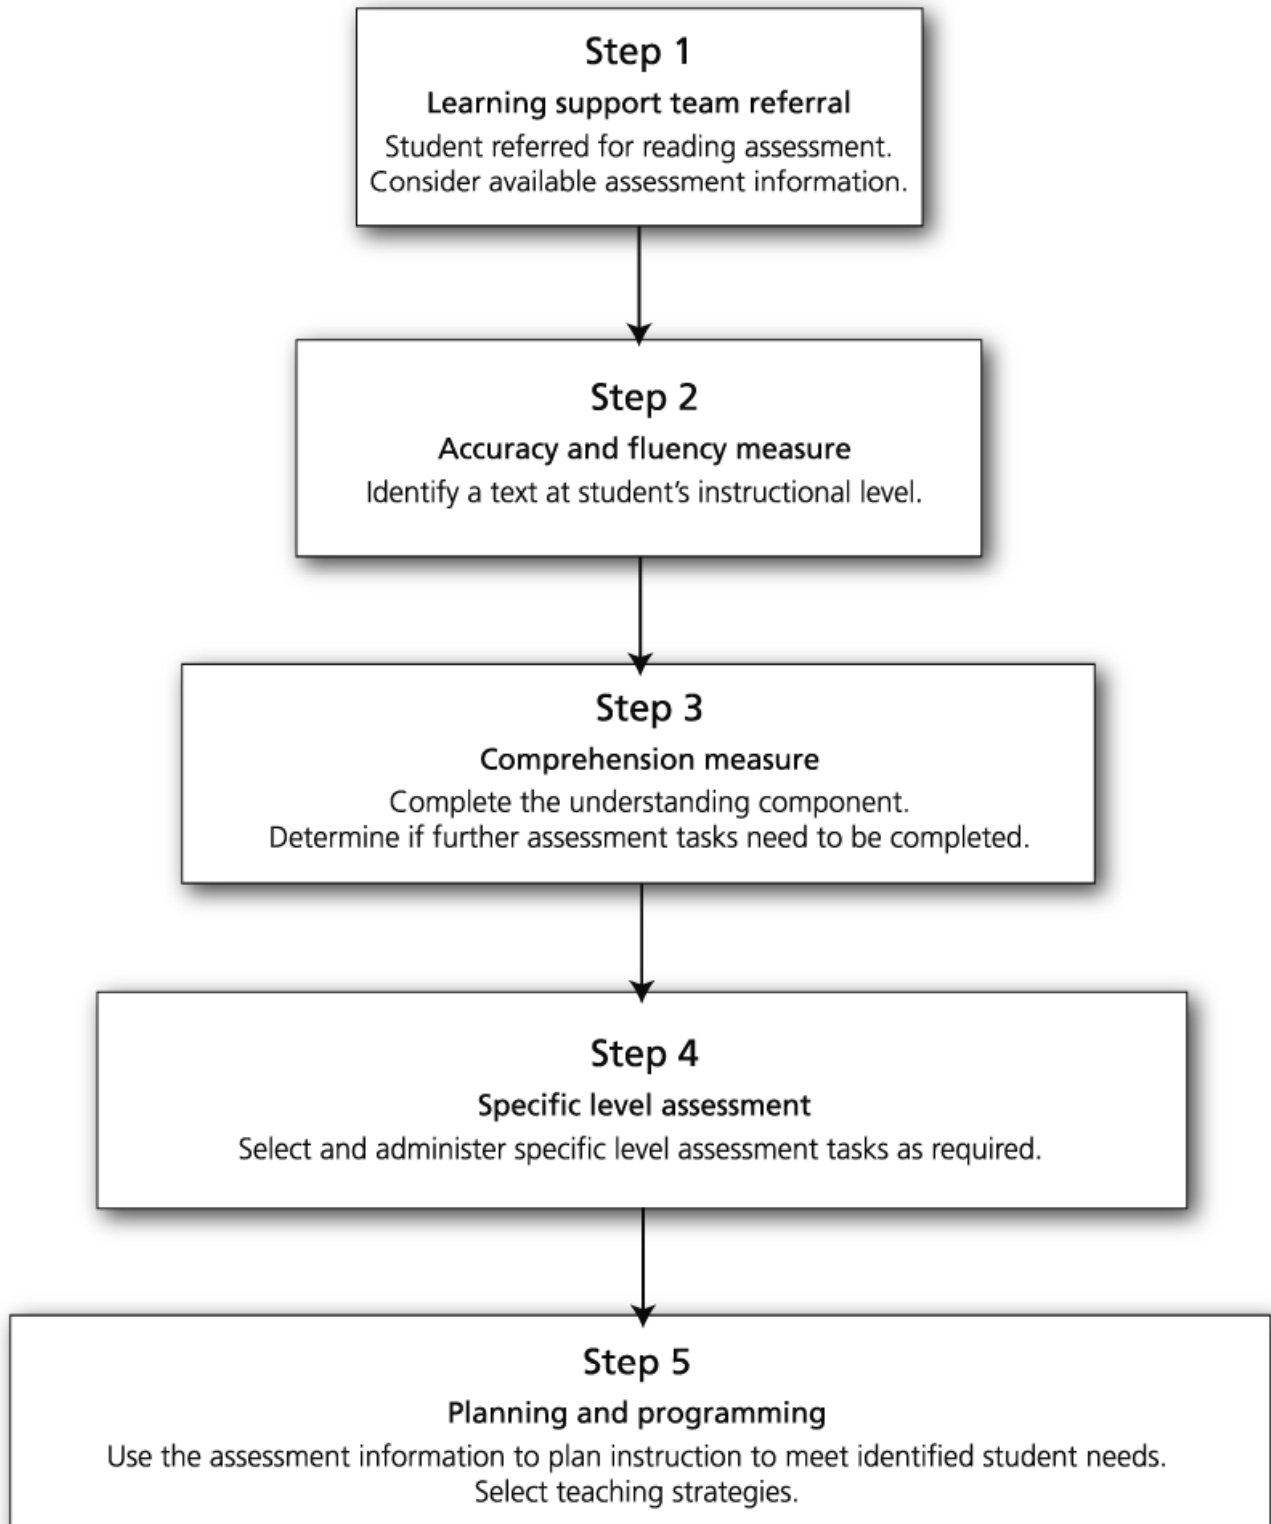 Step 1
Learning support team referral
Student referred for reading assessment.
Consider available assessment information.
Step 2
Accuracy and fluency measure
Identify a text at student's instructional level.
Step 3
Comprehension measure
Complete the understanding component.
Determine if further assessment tasks need to be completed.
Step 4
Specific level assessment
Select and administer specific level assessment tasks as required.
Step 5
Planning and programming
Use the assessment information to plan instruction to meet identified student needs.
Select teaching strategies.